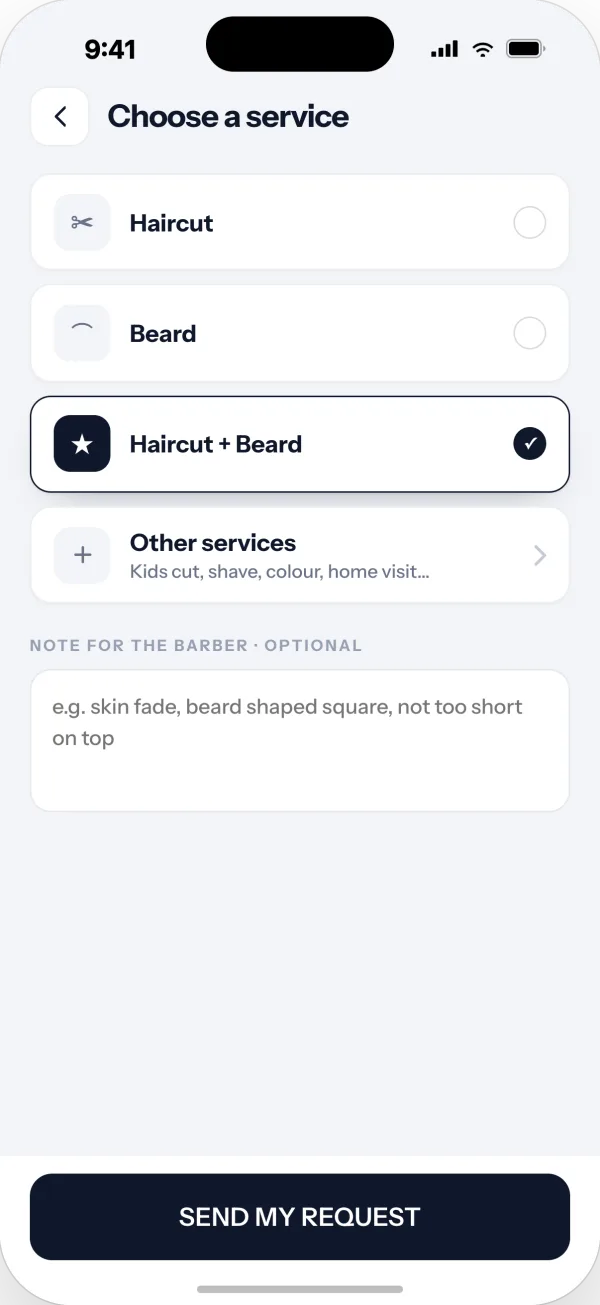 9:41
Choose a service
Haircut
Beard
Haircut + Beard
Other services
Kids cut, shave, colour, home visit...
NOTE FOR THE BARBER · OPTIONAL
e.g. skin fade, beard shaped square, not too short
on top
SEND MY REQUEST